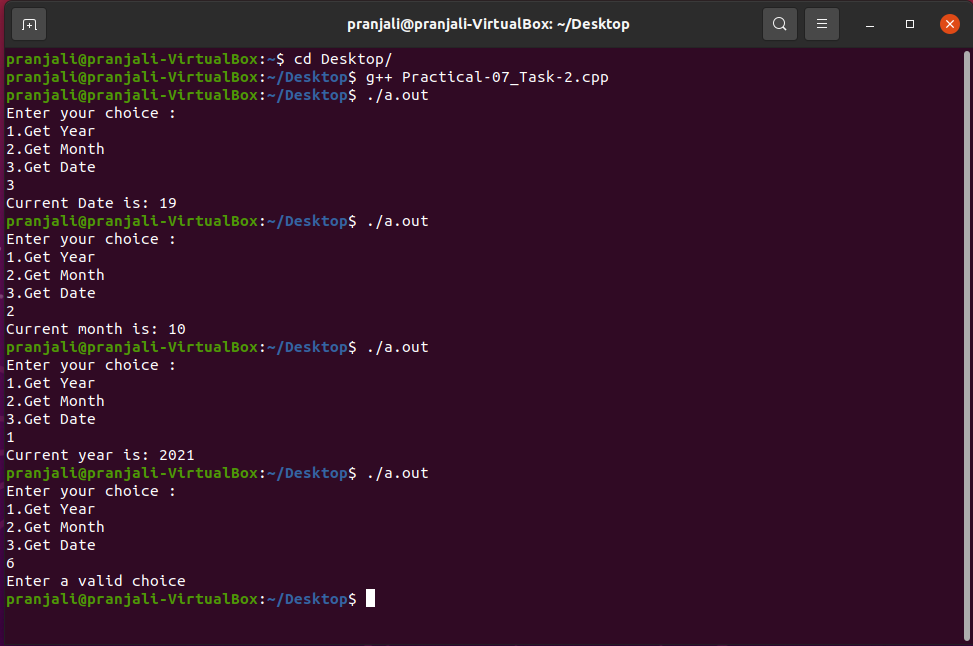 pranjali@pranjali-VirtualBox: ~/Desktop
pranjali@pranjali-VirtualBox:~$ cd Desktop/
pranjali@pranjali-VirtualBox:~/Desktop$ g++ Practical-07_Task-2.cpp
pranjali@pranjali-VirtualBox:~/Desktop$ ./a.out
Enter your choice :
1.Get Year
2.Get Month
3.Get Date
3
Current Date is: 19
pranjali@pranjali-VirtualBox:~/Desktop$ ./a.out
Enter your choice :
1.Get Year
2.Get Month
3.Get Date
2
Current month is: 10
pranjali@pranjali-VirtualBox:~/Desktop$ ./a.out
Enter your choice :
1.Get Year
2.Get Month
3.Get Date
1
Current year is: 2021
pranjali@pranjali-VirtualBox:~/Desktop$ ./a.out
Enter your choice :
1.Get Year
2.Get Month
3.Get Date
6
Enter a valid choice
pranjali@pranjali-VirtualBox:~/Desktop$